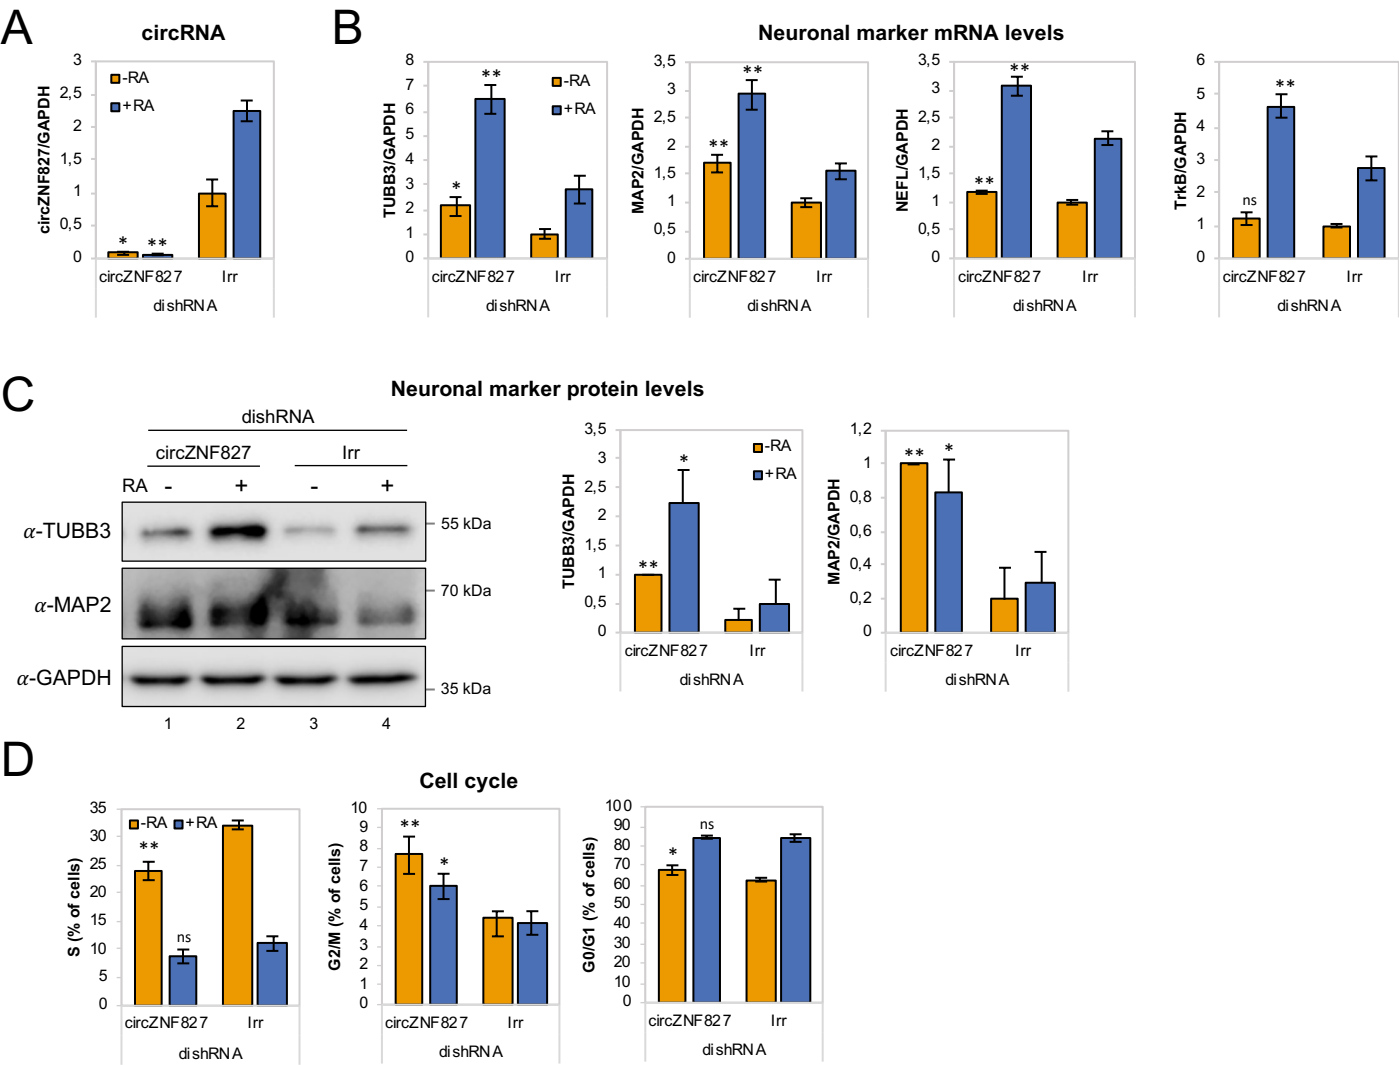 A
circRNA
circZNF827/GAPDH
3
2,5
2
1,5
1
0,5
0
-RA
+RA
*
**
circZNF827
Irr
dishRNA
B
Neuronal marker mRNA levels
TUBB3/GAPDH
8
7
6
5
4
3
2
1
0
-RA
+RA
*
**
circZNF827
Irr
dishRNA
MAP2/GAPDH
3,5
3
2,5
2
1,5
1
0,5
0
**
**
circZNF827
Irr
dishRNA
NEFL/GAPDH
3,5
3
2,5
2
1,5
1
0,5
0
**
**
circZNF827
Irr
dishRNA
TrkB/GAPDH
6
5
4
3
2
1
0
ns
**
circZNF827
Irr
dishRNA
C
Neuronal marker protein levels
dishRNA
circZNF827
Irr
RA - + - +
α-TUBB3
55 kDa
α-MAP2
70 kDa
α-GAPDH
35 kDa
1 2 3 4
TUBB3/GAPDH
3,5
3
2,5
2
1,5
1
0,5
0
-RA
+RA
**
*
circZNF827
Irr
dishRNA
MAP2/GAPDH
1,2
1
0,8
0,6
0,4
0,2
0
**
*
circZNF827
Irr
dishRNA
D
Cell cycle
S (% of cells)
35
30
25
20
15
10
5
0
-RA
+RA
**
ns
circZNF827
Irr
dishRNA
G2/M (% of cells)
10
9
8
7
6
5
4
3
2
1
0
**
*
circZNF827
Irr
dishRNA
G0/G1 (% of cells)
100
90
80
70
60
50
40
30
20
10
0
*
ns
circZNF827
Irr
dishRNA